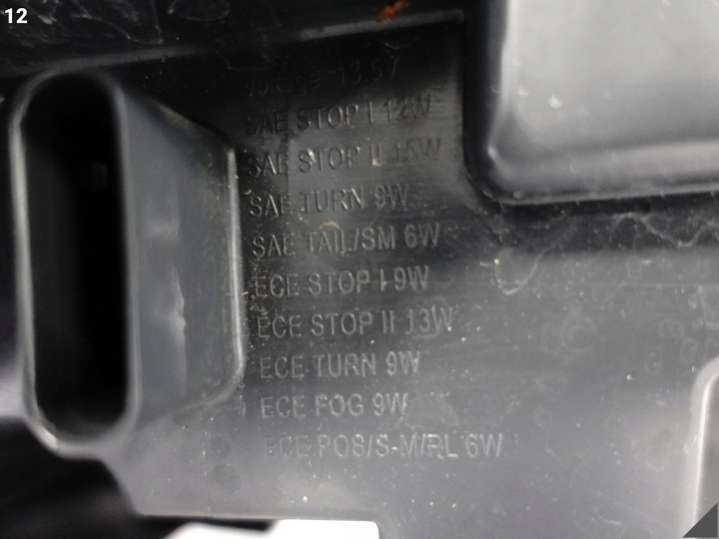 12
SAE STOP I 12W
SAE STOP II 15W
SAE TURN 9W
SAE TAIL/SM 6W
ECE STOP I 9W
ECE STOP II 13W
ECE TURN 9W
ECE FOG 9W
ECE POS/S-M/RL 6W